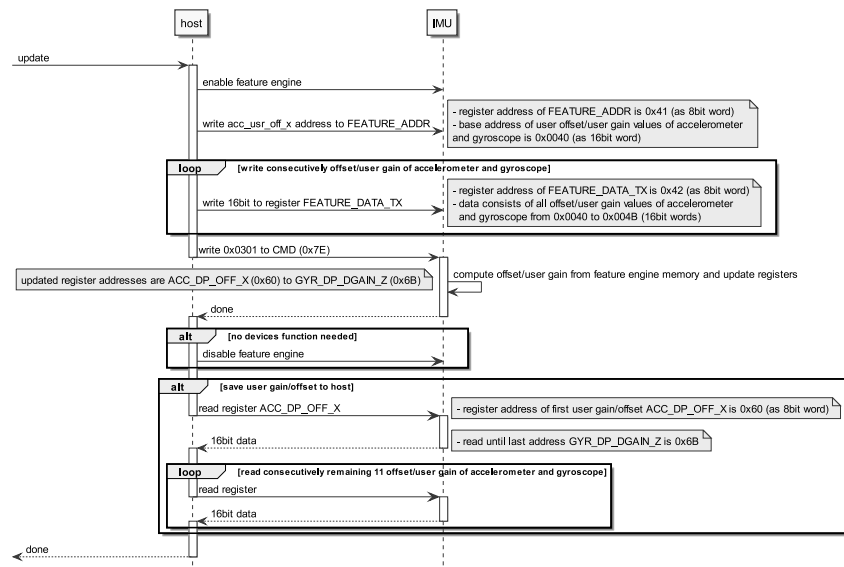 host
IMU
update
enable feature engine
write acc_usr_off_x address to FEATURE_ADDR
- register address of FEATURE_ADDR is 0x41 (as 8bit word)
- base address of user offset/user gain values of accelerometer
and gyroscope is 0x0040 (as 16bit word)
loop [write consecutively offset/user gain of accelerometer and gyroscope]
write 16bit to register FEATURE_DATA_TX
- register address of FEATURE_DATA_TX is 0x42 (as 8bit word)
- data consists of all offset/user gain values of accelerometer
and gyroscope from 0x0040 to 0x004B (16bit words)
write 0x0301 to CMD (0x7E)
updated register addresses are ACC_DP_OFF_X (0x60) to GYR_DP_DGAIN_Z (0x6B)
compute offset/user gain from feature engine memory and update registers
done
alt [no devices function needed]
disable feature engine
alt [save user gain/offset to host]
read register ACC_DP_OFF_X
- register address of first user gain/offset ACC_DP_OFF_X is 0x60 (as 8bit word)
16bit data
- read until last address GYR_DP_DGAIN_Z is 0x6B
loop [read consecutively remaining 11 offset/user gain of accelerometer and gyroscope]
read register
16bit data
done